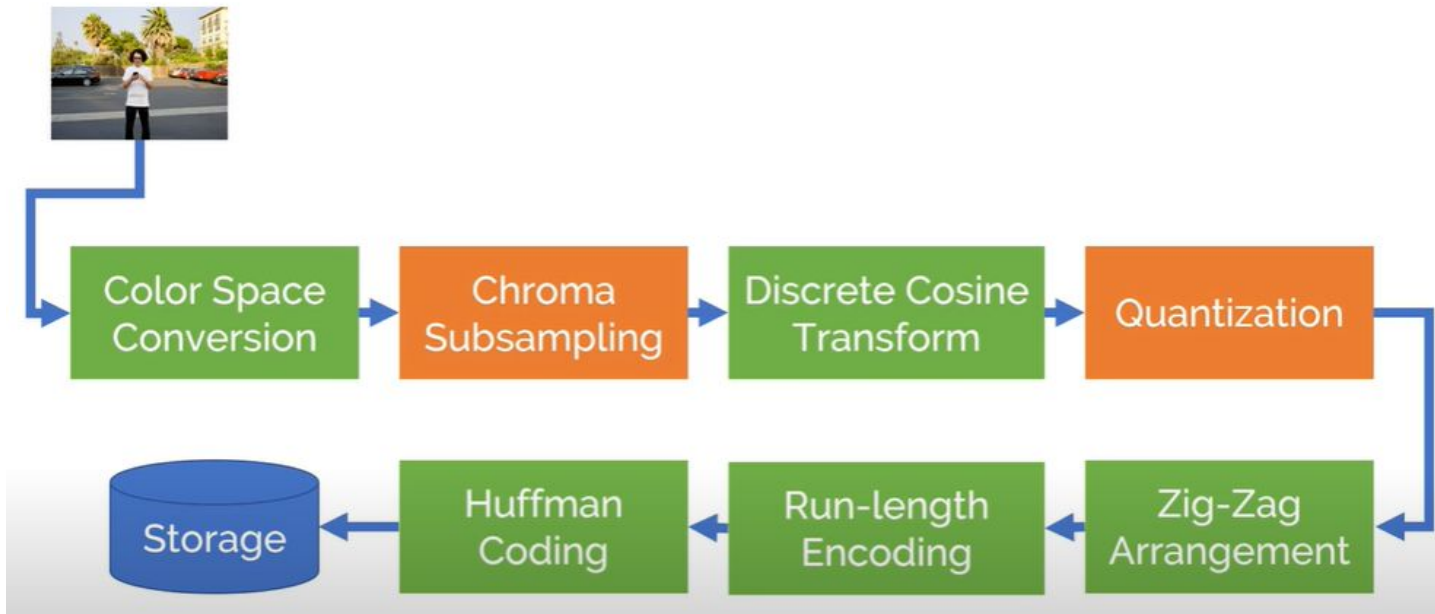 Color Space
Conversion
Chroma
Subsampling
Discrete Cosine
Transform
Quantization
Storage
Huffman
Coding
Run-length
Encoding
Zig-Zag
Arrangement